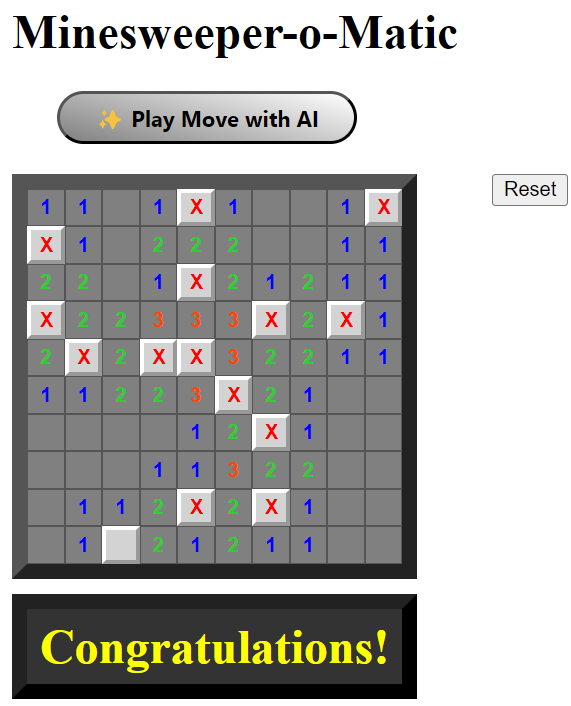 Minesweeper-o-Matic
✨ Play Move with AI
Reset
1 1 1 X 1 1 X
X 1 2 2 2 1 1
2 2 1 X 2 1 2 1 1
X 2 2 3 3 3 X 2 X 1
2 X 2 X X 3 2 2 1 1
1 1 2 2 3 X 2 1
1 2 X 1
1 1 3 2 2
1 1 2 X 2 X 1
1 2 1 2 1 1
Congratulations!